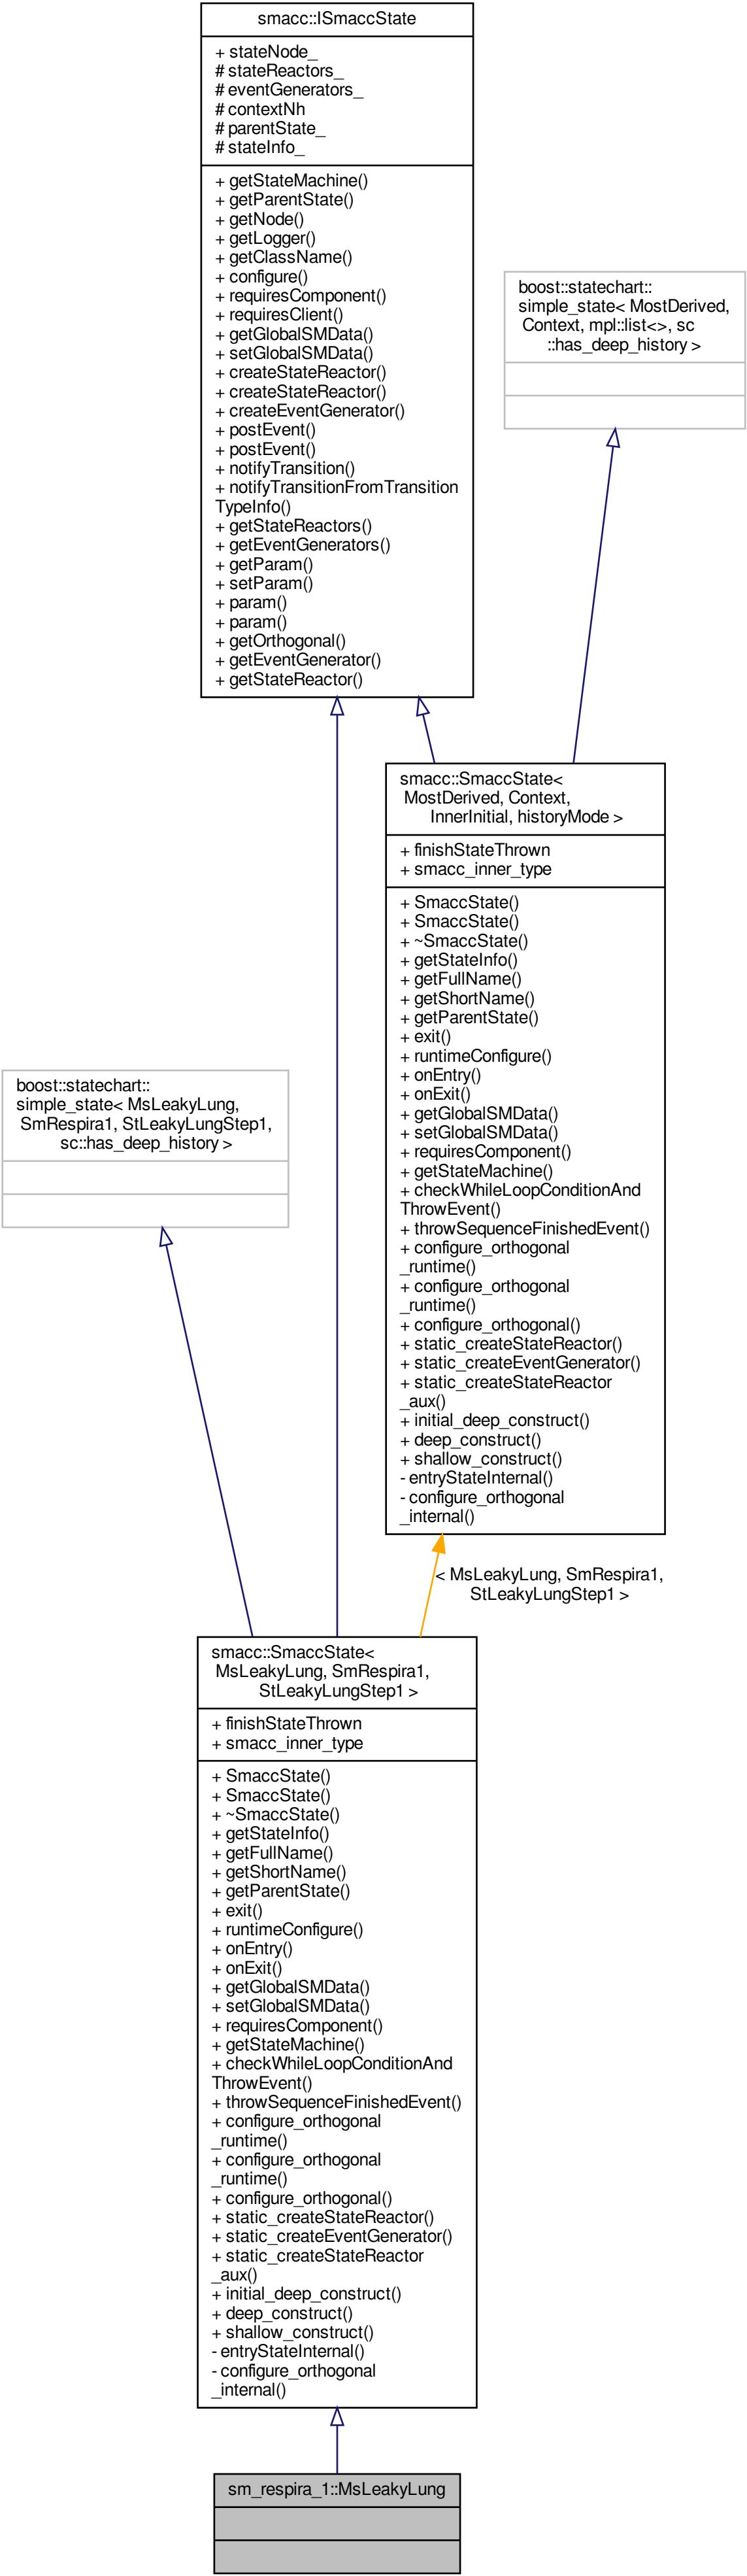 smacc::ISmaccState
+ stateNode_
# stateReactors_
# eventGenerators_
# contextNh
# parentState_
# stateInfo_
+ getStateMachine()
+ getParentState()
+ getNode()
+ getLogger()
+ getClassName()
+ configure()
+ requiresComponent()
+ requiresClient()
+ getGlobalSMData()
+ setGlobalSMData()
+ createStateReactor()
+ createStateReactor()
+ createEventGenerator()
+ postEvent()
+ postEvent()
+ notifyTransition()
+ notifyTransitionFromTransition
TypeInfo()
+ getStateReactors()
+ getEventGenerators()
+ getParam()
+ setParam()
+ param()
+ param()
+ getOrthogonal()
+ getEventGenerator()
+ getStateReactor()
boost::statechart::
simple_state< MostDerived,
Context, mpl::list<>, sc
::has_deep_history >
smacc::SmaccState<
MostDerived, Context,
InnerInitial, historyMode >
+ finishStateThrown
+ smacc_inner_type
+ SmaccState()
+ SmaccState()
+ ~SmaccState()
+ getStateInfo()
+ getFullName()
+ getShortName()
+ getParentState()
+ exit()
+ runtimeConfigure()
+ onEntry()
+ onExit()
+ getGlobalSMData()
+ setGlobalSMData()
+ requiresComponent()
+ getStateMachine()
+ checkWhileLoopConditionAnd
ThrowEvent()
+ throwSequenceFinishedEvent()
+ configure_orthogonal
_runtime()
+ configure_orthogonal
_runtime()
+ configure_orthogonal()
+ static_createStateReactor()
+ static_createEventGenerator()
+ static_createStateReactor
_aux()
+ initial_deep_construct()
+ deep_construct()
+ shallow_construct()
- entryStateInternal()
- configure_orthogonal
_internal()
boost::statechart::
simple_state< MsLeakyLung,
SmRespira1, StLeakyLungStep1,
sc::has_deep_history >
< MsLeakyLung, SmRespira1,
StLeakyLungStep1 >
smacc::SmaccState<
MsLeakyLung, SmRespira1,
StLeakyLungStep1 >
+ finishStateThrown
+ smacc_inner_type
+ SmaccState()
+ SmaccState()
+ ~SmaccState()
+ getStateInfo()
+ getFullName()
+ getShortName()
+ getParentState()
+ exit()
+ runtimeConfigure()
+ onEntry()
+ onExit()
+ getGlobalSMData()
+ setGlobalSMData()
+ requiresComponent()
+ getStateMachine()
+ checkWhileLoopConditionAnd
ThrowEvent()
+ throwSequenceFinishedEvent()
+ configure_orthogonal
_runtime()
+ configure_orthogonal
_runtime()
+ configure_orthogonal()
+ static_createStateReactor()
+ static_createEventGenerator()
+ static_createStateReactor
_aux()
+ initial_deep_construct()
+ deep_construct()
+ shallow_construct()
- entryStateInternal()
- configure_orthogonal
_internal()
sm_respira_1::MsLeakyLung